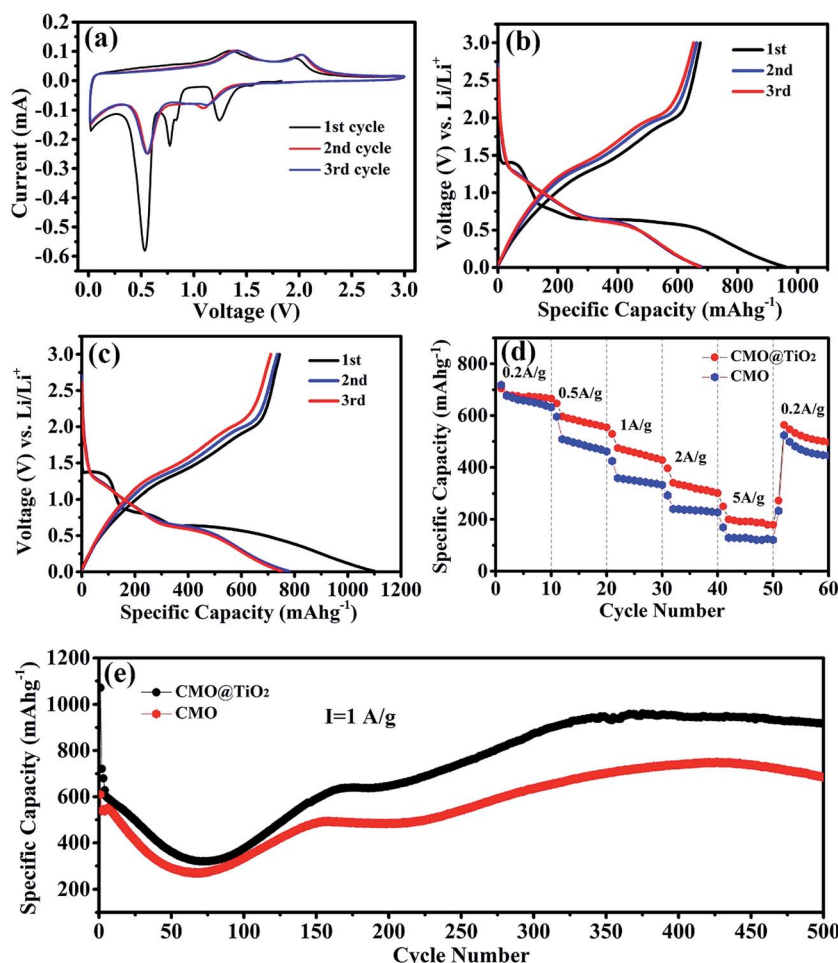 (a)
0.2
0.1
0.0
-0.1
-0.2
-0.3
-0.4
-0.5
-0.6
Current (mA)
1st cycle
2nd cycle
3rd cycle
0.0 0.5 1.0 1.5 2.0 2.5 3.0
Voltage (V)
(b)
3.0
2.5
2.0
1.5
1.0
0.5
0.0
Voltage (V) vs. Li/Li⁺
1st
2nd
3rd
0 200 400 600 800 1000
Specific Capacity (mAhg⁻¹)
(c)
3.0
2.5
2.0
1.5
1.0
0.5
0.0
Voltage (V) vs. Li/Li⁺
1st
2nd
3rd
0 200 400 600 800 1000 1200
Specific Capacity (mAhg⁻¹)
(d)
800
600
400
200
0
Specific Capacity (mAhg⁻¹)
CMO@TiO₂
CMO
0.2A/g
0.5A/g
1A/g
2A/g
5A/g
0.2A/g
0 10 20 30 40 50 60
Cycle Number
(e)
1200
1000
800
600
400
200
Specific Capacity (mAhg⁻¹)
CMO@TiO₂
CMO
I=1 A/g
0 50 100 150 200 250 300 350 400 450 500
Cycle Number